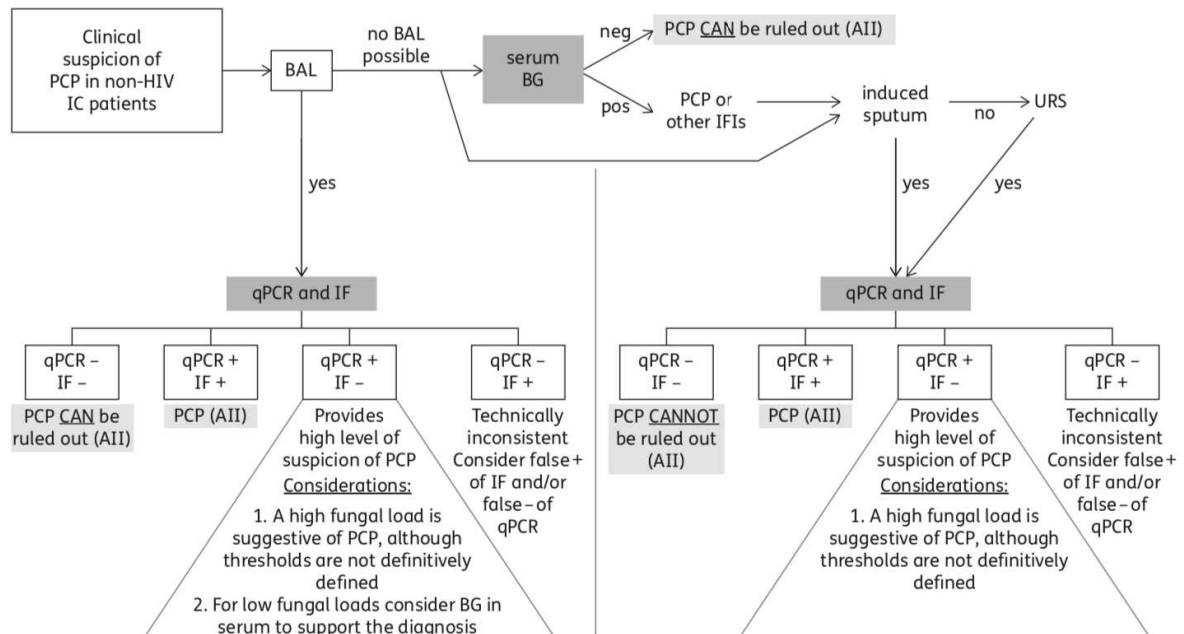 Clinical
suspicion of
PCP in non-HIV
IC patients
BAL
no BAL
possible
serum
BG
neg
PCP CAN be ruled out (AII)
pos
PCP or
other IFIs
induced
sputum
no
URS
yes
yes
yes
qPCR and IF
qPCR –
IF –
PCP CAN be
ruled out (AII)
qPCR +
IF +
PCP (AII)
qPCR +
IF –
Provides
high level of
suspicion of PCP
Considerations:
1. A high fungal load is
suggestive of PCP, although
thresholds are not definitively
defined
2. For low fungal loads consider BG in
serum to support the diagnosis
qPCR –
IF +
Technically
inconsistent
Consider false+
of IF and/or
false–of
qPCR
qPCR and IF
qPCR –
IF –
PCP CANNOT
be ruled out
(AII)
qPCR +
IF +
PCP (AII)
qPCR +
IF –
Provides
high level of
suspicion of PCP
Considerations:
1. A high fungal load is
suggestive of PCP, although
thresholds are not definitively
defined
qPCR –
IF +
Technically
inconsistent
Consider false+
of IF and/or
false–of
qPCR